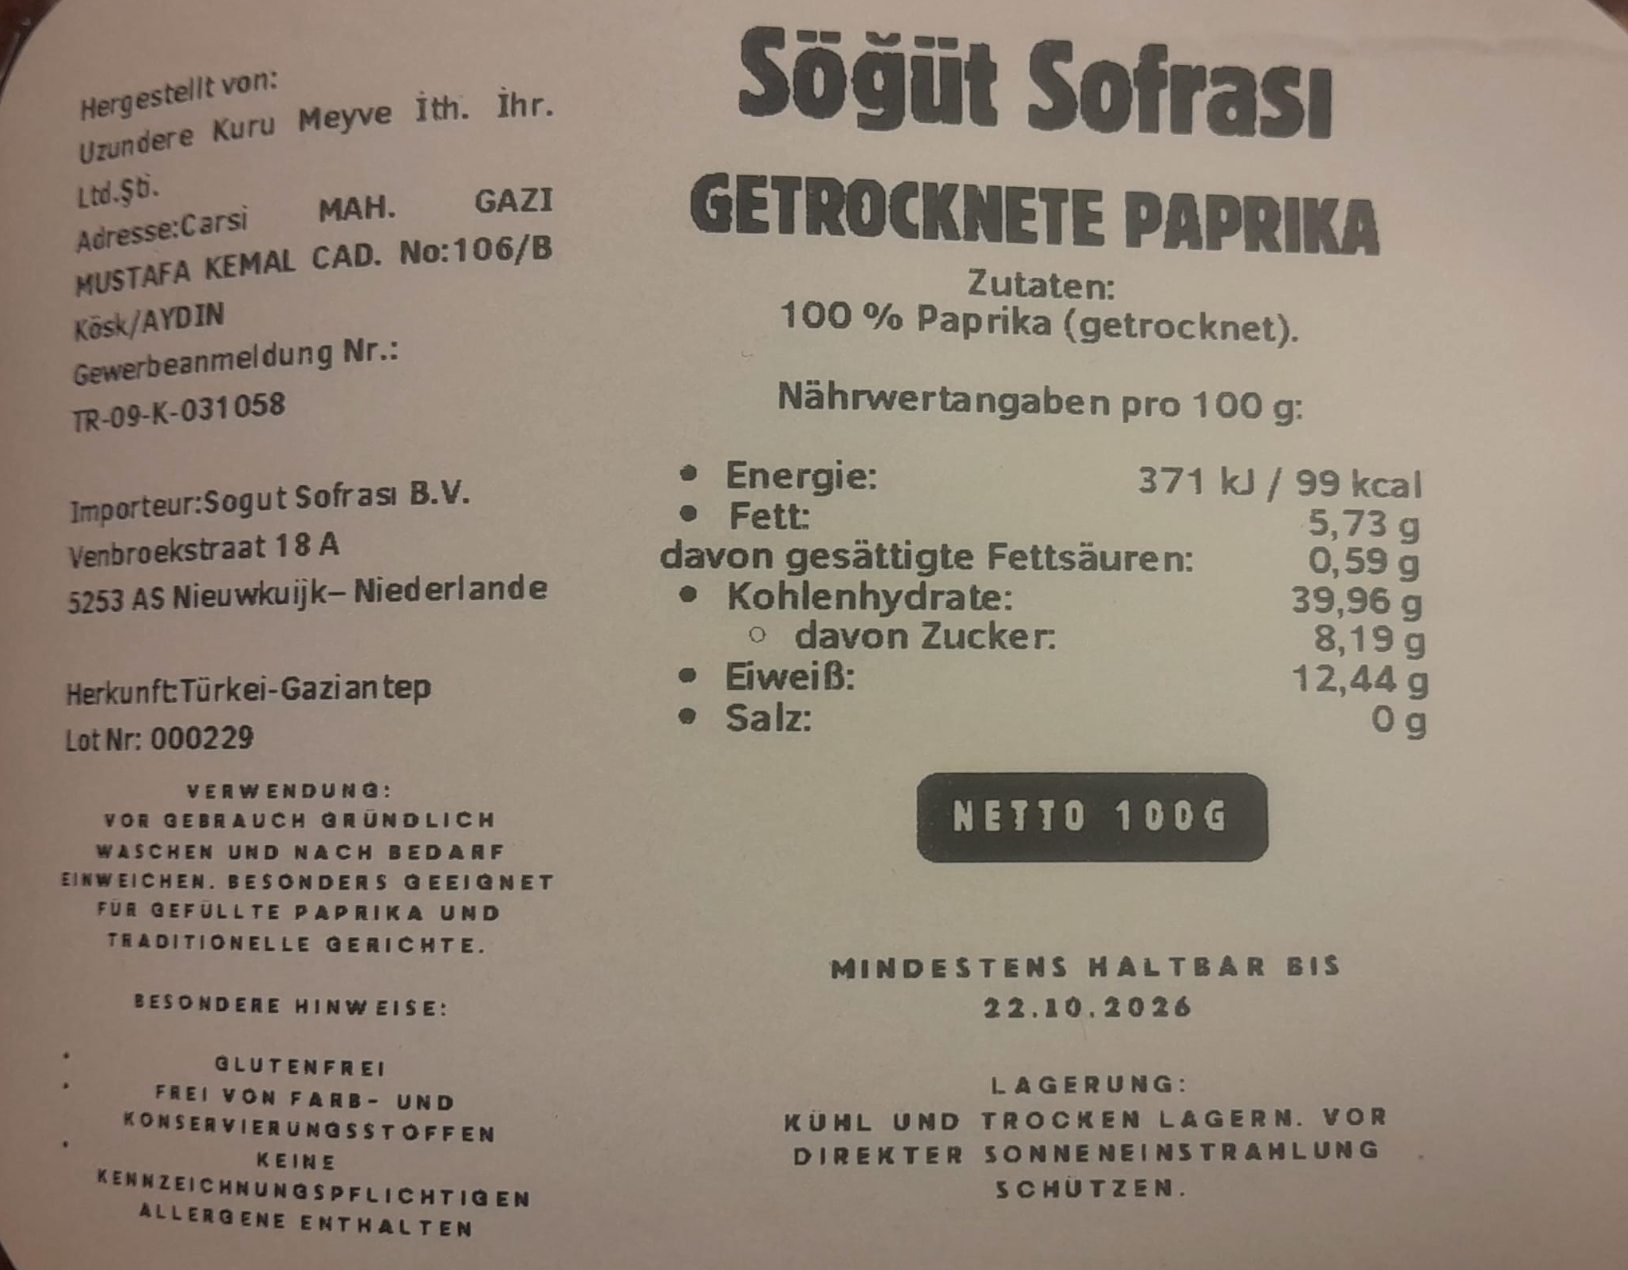 Hergestellt von:
Uzundere Kuru Meyve İth. İhr.
Ltd.Şti.
Adresse:Carsi MAH. GAZI
MUSTAFA KEMAL CAD. No:106/B
Kösk/AYDIN
Gewerbeanmeldung Nr.:
TR-09-K-031058
Importeur:Sogut Sofrası B.V.
Venbroekstraat 18 A
5253 AS Nieuwkuijk– Niederlande
Herkunft:Türkei-Gaziantep
Lot Nr: 000229
VERWENDUNG:
VOR GEBRAUCH GRÜNDLICH
WASCHEN UND NACH BEDARF
EINWEICHEN. BESONDERS GEEIGNET
FÜR GEFÜLLTE PAPRIKA UND
TRADITIONELLE GERICHTE.
BESONDERE HINWEISE:
• GLUTENFREI
• FREI VON FARB- UND
KONSERVIERUNGSSTOFFEN
• KEINE
KENNZEICHNUNGSPFLICHTIGEN
ALLERGENE ENTHALTEN
Söğüt Sofrası
GETROCKNETE PAPRIKA
Zutaten:
100 % Paprika (getrocknet).
Nährwertangaben pro 100 g:
• Energie: 371 kJ / 99 kcal
• Fett: 5,73 g
davon gesättigte Fettsäuren: 0,59 g
• Kohlenhydrate: 39,96 g
○ davon Zucker: 8,19 g
• Eiweiß: 12,44 g
• Salz: 0 g
NETTO 100G
MINDESTENS HALTBAR BIS
22.10.2026
LAGERUNG:
KÜHL UND TROCKEN LAGERN. VOR
DIREKTER SONNENEINSTRAHLUNG
SCHÜTZEN.